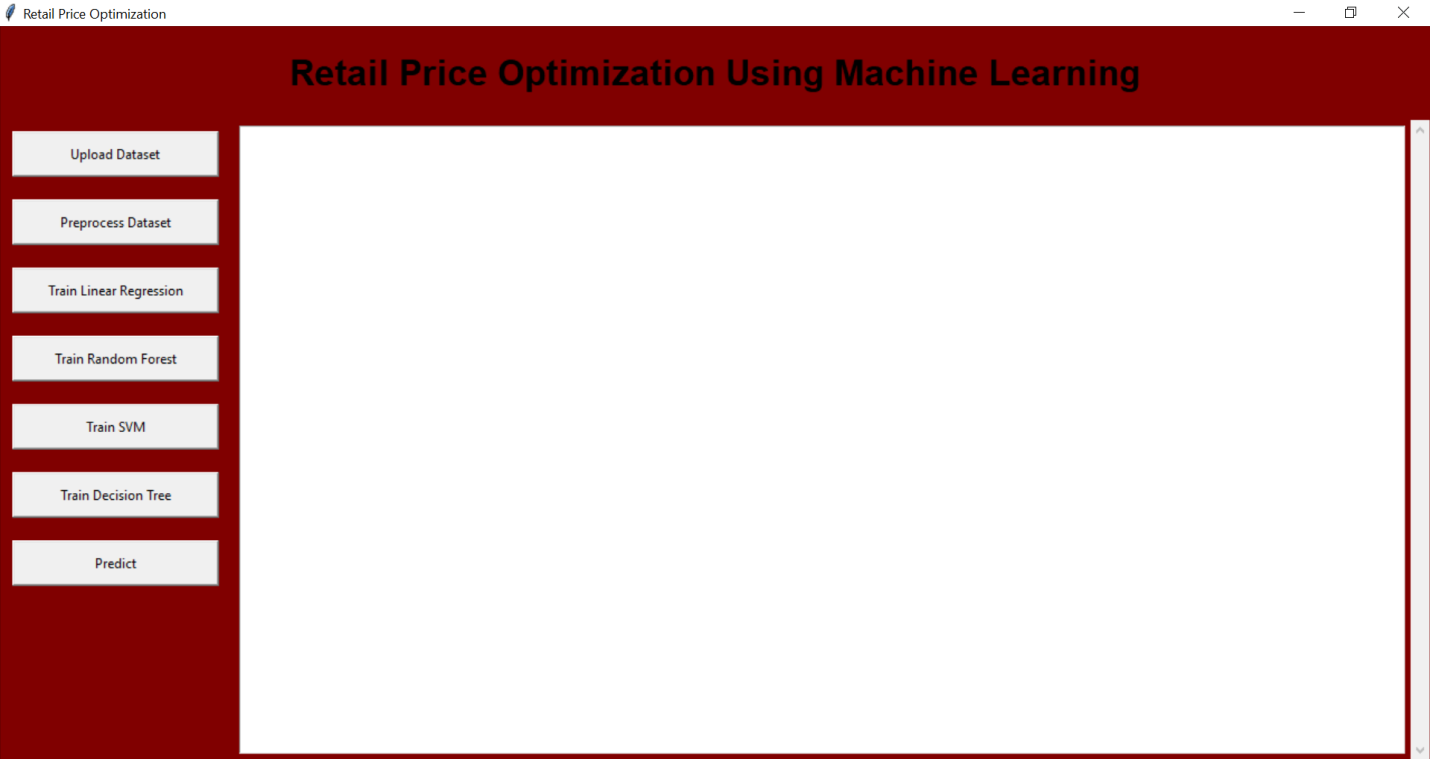 Retail Price Optimization
Retail Price Optimization Using Machine Learning
Upload Dataset
Preprocess Dataset
Train Linear Regression
Train Random Forest
Train SVM
Train Decision Tree
Predict